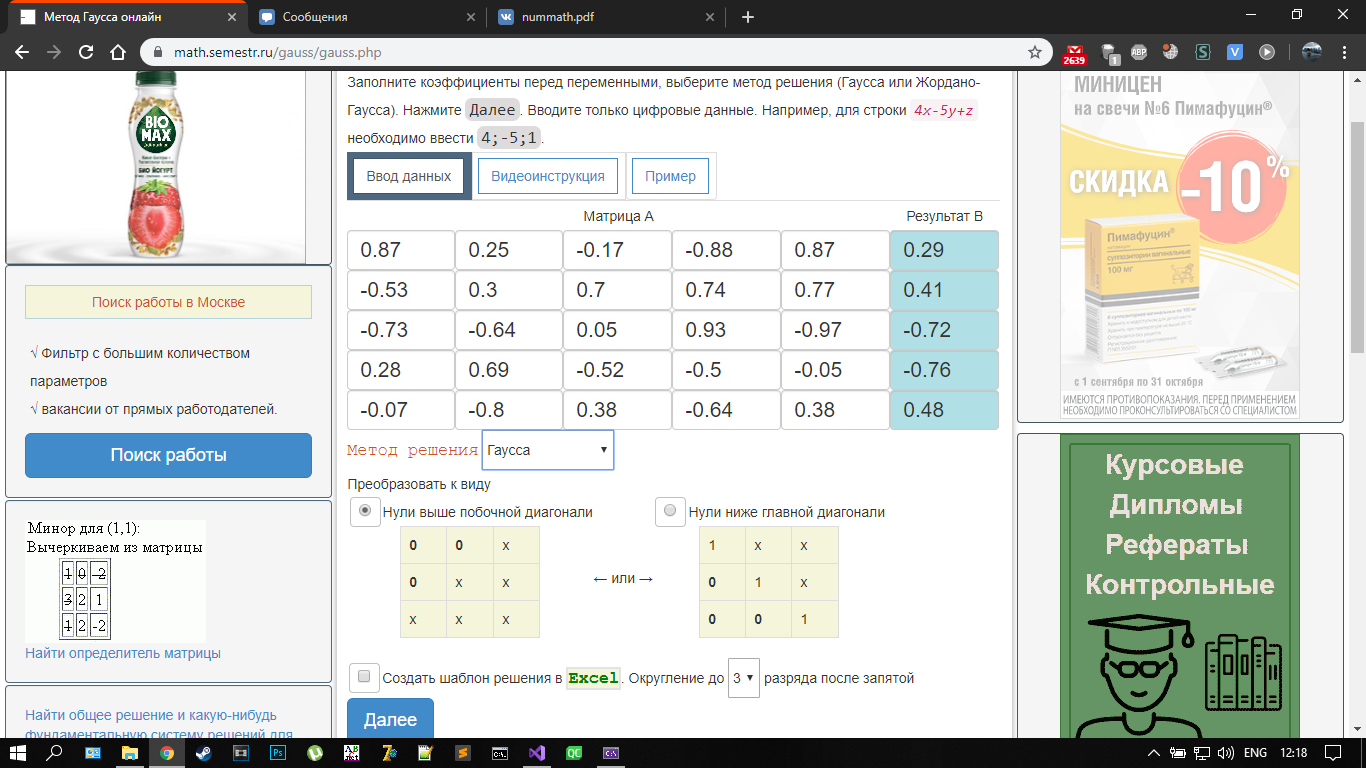 Метод Гаусса онлайн
Сообщения
nummath.pdf
math.semestr.ru/gauss/gauss.php
2639
1
ABP
S
V
BIO
MAX
БИО ЙОГУРТ
Поиск работы в Москве
√ Фильтр с большим количеством
параметров
√ вакансии от прямых работодателей.
Поиск работы
Минор для (1,1):
Вычеркиваем из матрицы
1 0 -2
3 2 1
1 2 -2
Найти определитель матрицы
Найти общее решение и какую-нибудь
фундаментальную систему решений для
Заполните коэффициенты перед переменными, выберите метод решения (Гаусса или Жордано-
Гаусса). Нажмите Далее. Вводите только цифровые данные. Например, для строки 4x-5y+z
необходимо ввести 4;-5;1.
Ввод данных
Видеоинструкция
Пример
Матрица A Результат B
0.87 0.25 -0.17 -0.88 0.87 0.29
-0.53 0.3 0.7 0.74 0.77 0.41
-0.73 -0.64 0.05 0.93 -0.97 -0.72
0.28 0.69 -0.52 -0.5 -0.05 -0.76
-0.07 -0.8 0.38 -0.64 0.38 0.48
Метод решения Гаусса
Преобразовать к виду
Нули выше побочной диагонали
Нули ниже главной диагонали
0 0 x
0 x x
x x x
← или →
1 x x
0 1 x
0 0 1
Создать шаблон решения в Excel. Округление до 3 разряда после запятой
Далее
МИНИЦЕН
на свечи №6 Пимафуцин®
СКИДКА -10%
Пимафуцин®
суппозитории вагинальные
100 мг
с 1 сентября по 31 октября
ИМЕЮТСЯ ПРОТИВОПОКАЗАНИЯ. ПЕРЕД ПРИМЕНЕНИЕМ
НЕОБХОДИМО ПРОКОНСУЛЬТИРОВАТЬСЯ СО СПЕЦИАЛИСТОМ
Курсовые
Дипломы
Рефераты
Контрольные
Ps
QC
ENG
12:18